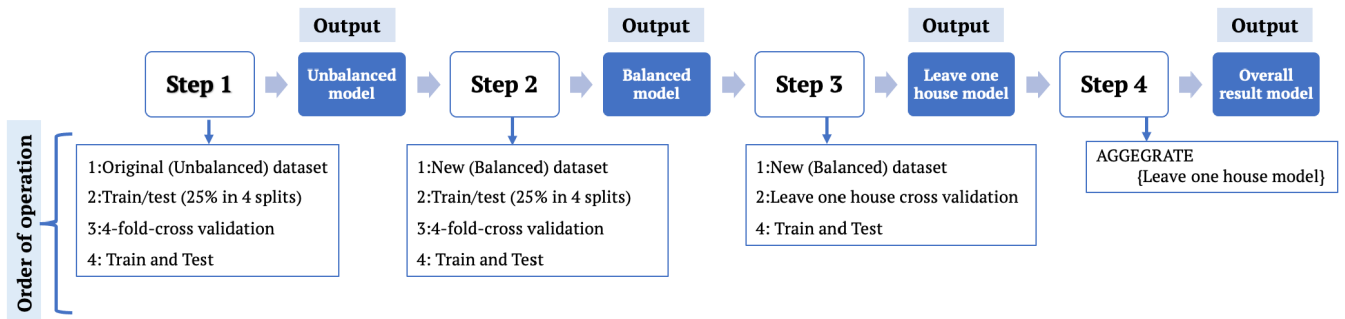 Output
Output
Output
Output
Step 1
Unbalanced
model
Step 2
Balanced
model
Step 3
Leave one
house model
Step 4
Overall
result model
Order of operation
1:Original (Unbalanced) dataset
2:Train/test (25% in 4 splits)
3:4-fold-cross validation
4: Train and Test
1:New (Balanced) dataset
2:Train/test (25% in 4 splits)
3:4-fold-cross validation
4: Train and Test
1:New (Balanced) dataset
2:Leave one house cross validation
4: Train and Test
AGGEGRATE
{Leave one house model}